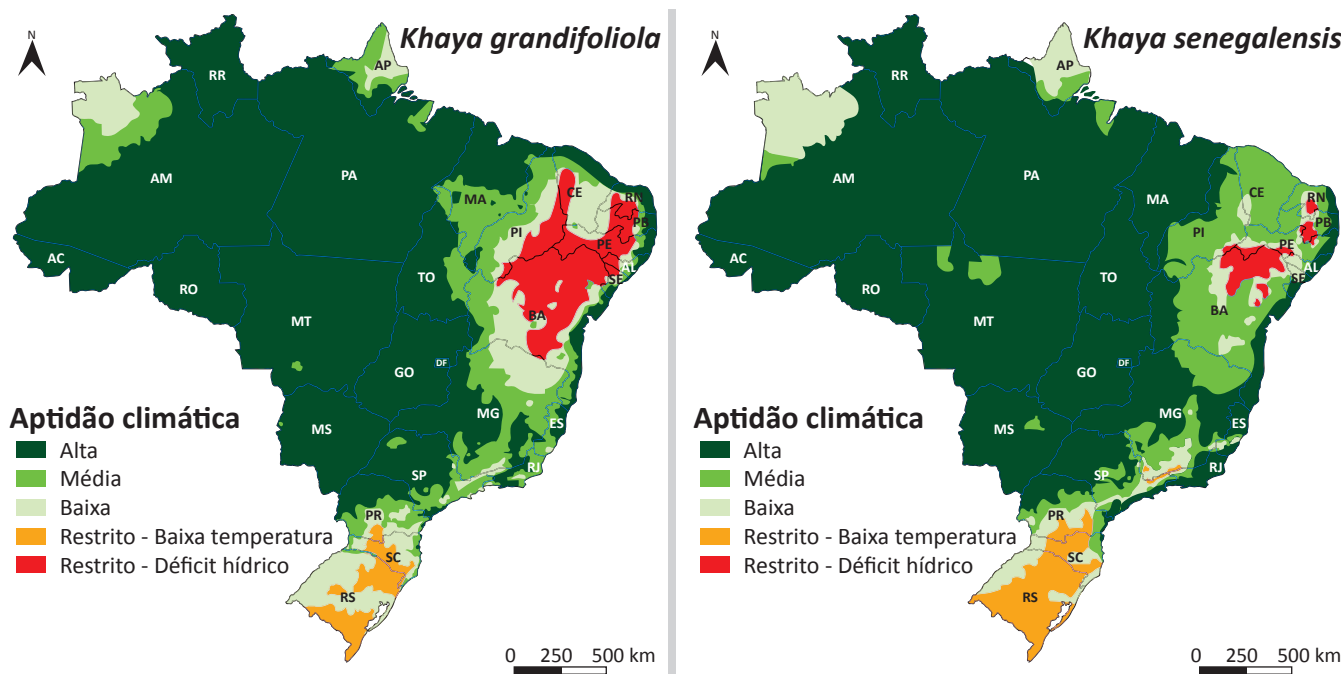 N
Khaya grandifoliola
RR
AP
AM
PA
MA
CE
RN
PB
PI
PE
AL
SE
AC
TO
RO
BA
MT
DF
GO
MG
ES
MS
SP
RJ
PR
SC
RS
Aptidão climática
Alta
Média
Baixa
Restrito - Baixa temperatura
Restrito - Déficit hídrico
0 250 500 km
N
Khaya senegalensis
RR
AP
AM
PA
MA
CE
RN
PB
PI
PE
AL
SE
AC
TO
RO
BA
MT
DF
GO
MG
ES
MS
SP
RJ
PR
SC
RS
Aptidão climática
Alta
Média
Baixa
Restrito - Baixa temperatura
Restrito - Déficit hídrico
0 250 500 km